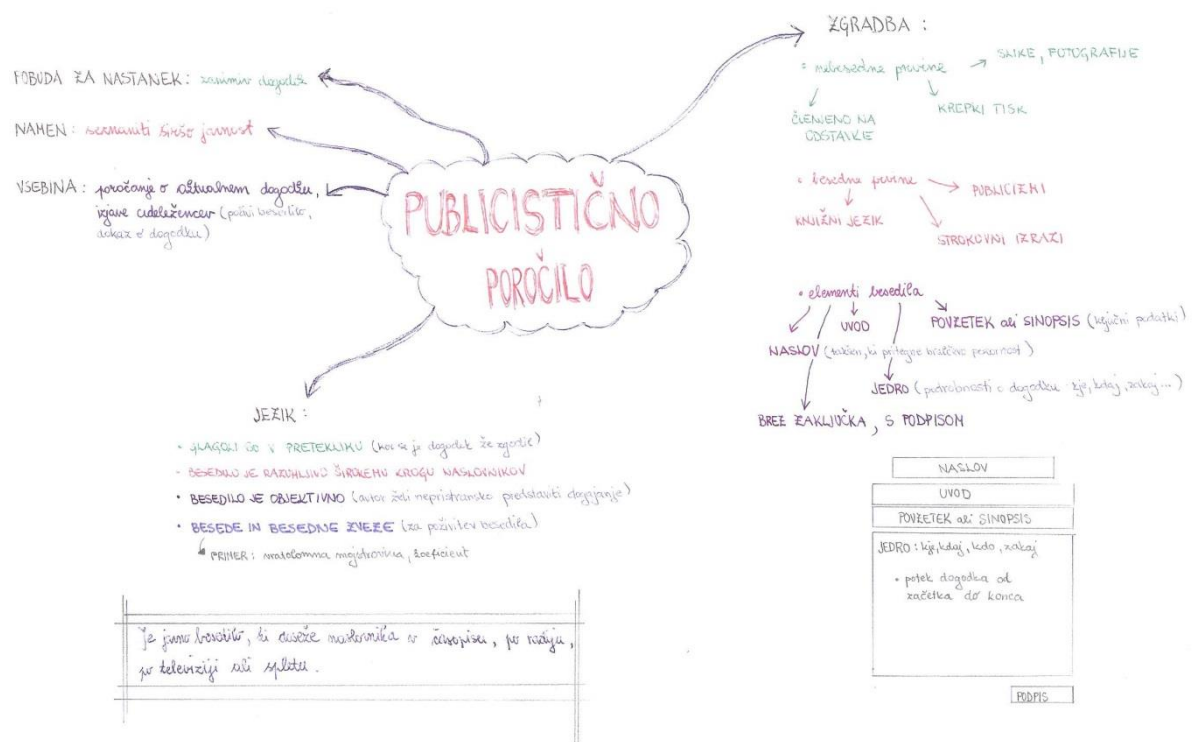 PUBLICISTIČNO
POROČILO
POBUDA ZA NASTANEK: zanimiv dogodek
NAMEN: seznaniti širšo javnost
VSEBINA: poročanje o aktualnem dogodku,
izjave udeležencev (poživi besedilo,
dokaz o dogodku)
ZGRADBA:
• nebesedne prvine → SLIKE, FOTOGRAFIJE
KREPKI TISK
ČLENJENO NA
ODSTAVKE
• besedne prvine → PUBLICIZMI
KNJIŽNI JEZIK
STROKOVNI IZRAZI
• elementi besedila
POVZETEK ali SINOPSIS (ključni podatki)
UVOD
NASLOV (takšen, ki pritegne bralčevo pozornost)
JEDRO (podrobnosti o dogodku - kje, kdaj, zakaj...)
BREZ ZAKLJUČKA, S PODPISOM
JEZIK:
• GLAGOLI SO V PRETEKLIKU (ker se je dogodek že zgodil)
• BESEDILO JE RAZUMLJIVO ŠIROKEMU KROGU NASLOVNIKOV
• BESEDILO JE OBJEKTIVNO (avtor želi nepristransko predstaviti dogajanje)
• BESEDE IN BESEDNE ZVEZE (za poživitev besedila)
PRIMER: vratolomna mojstrovina, koeficient
Je javno besedilo, ki doseže naslovnika v časopisu, po radiju,
po televiziji ali spletu.
NASLOV
UVOD
POVZETEK ali SINOPSIS
JEDRO: kje, kdaj, kdo, zakaj
• potek dogodka od
začetka do konca
PODPIS